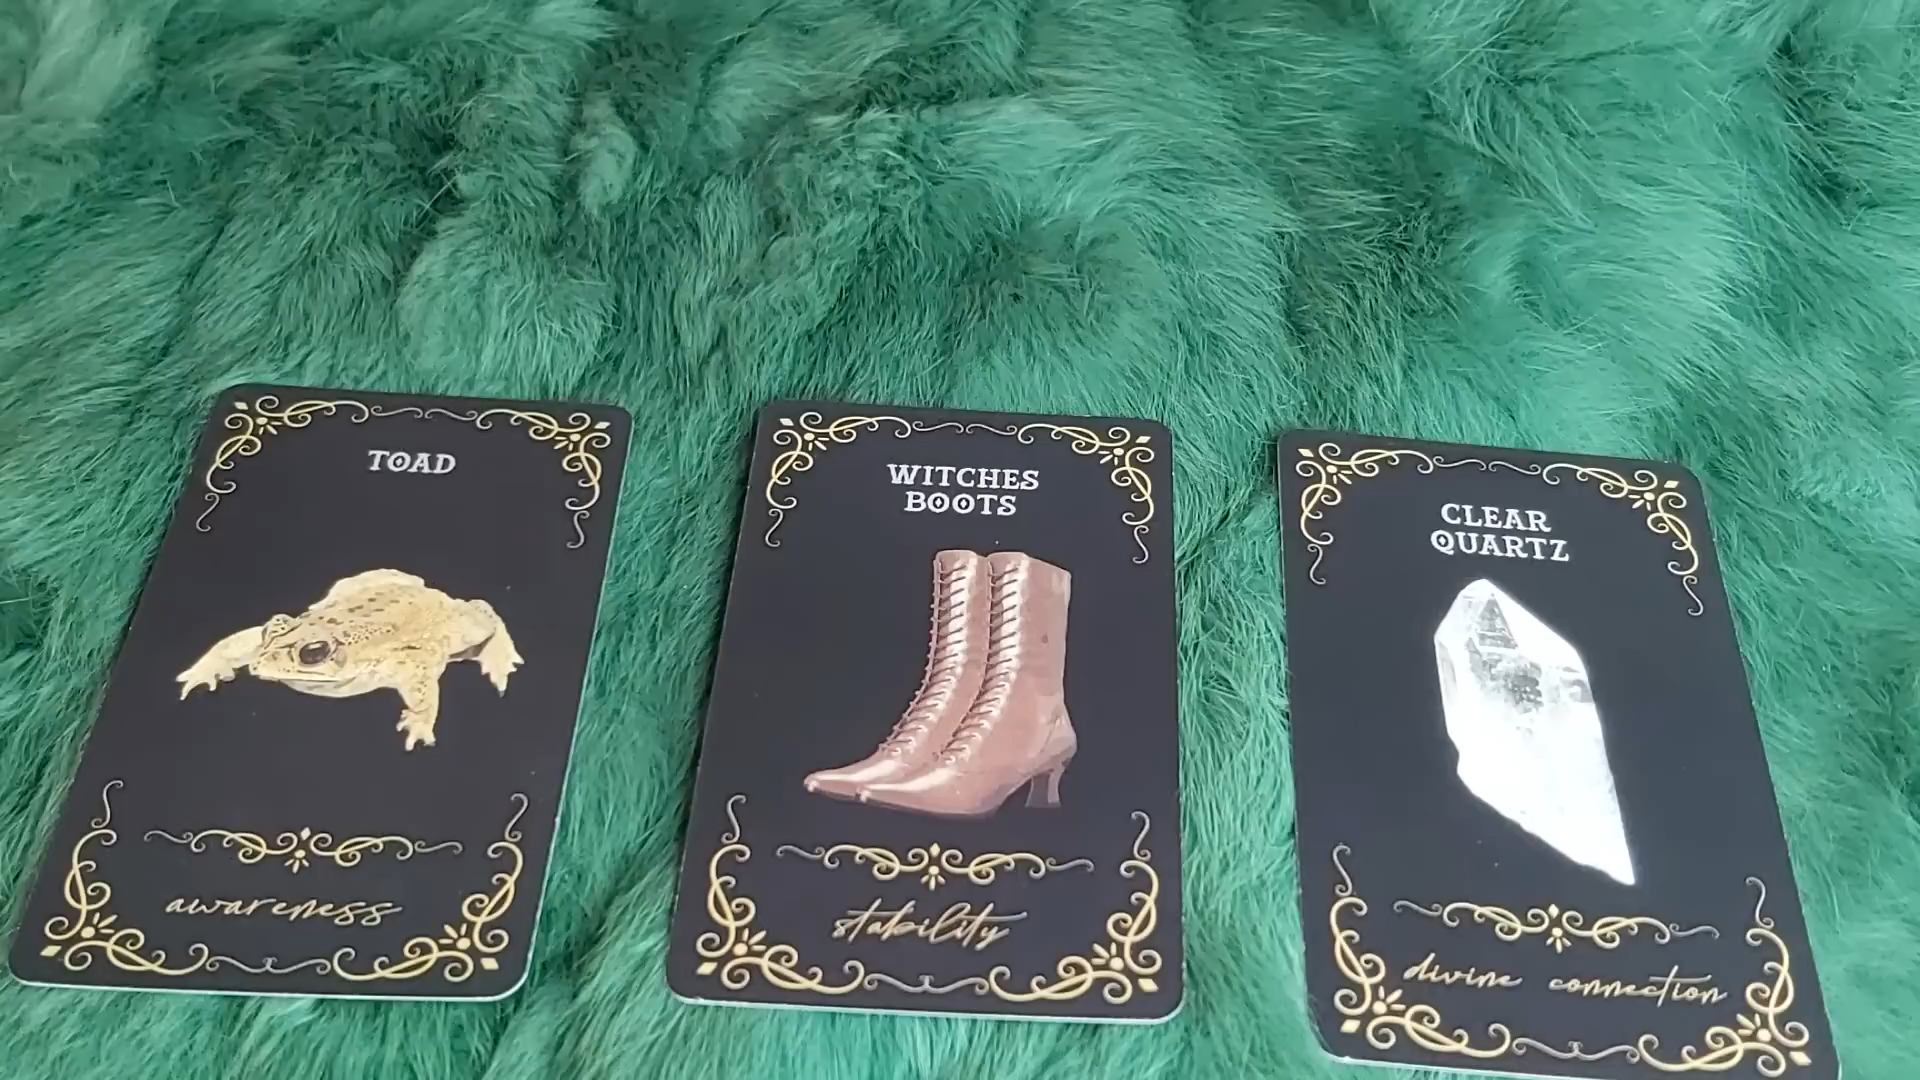 TOAD
awareness
WITCHES
BOOTS
stability
CLEAR
QUARTZ
divine connection